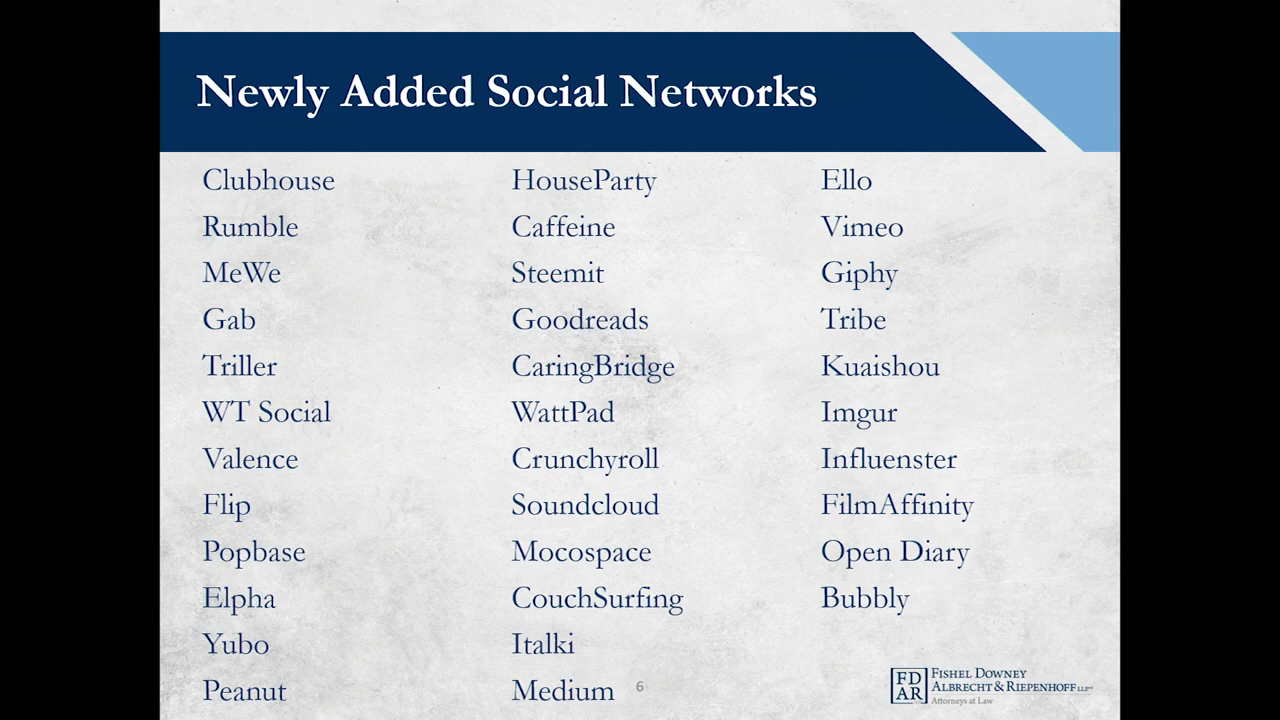 Newly Added Social Networks
Clubhouse
Rumble
MeWe
Gab
Triller
WT Social
Valence
Flip
Popbase
Elpha
Yubo
Peanut
HouseParty
Caffeine
Steemit
Goodreads
CaringBridge
WattPad
Crunchyroll
Soundcloud
Mocospace
CouchSurfing
Italki
Medium
Ello
Vimeo
Giphy
Tribe
Kuaishou
Imgur
Influenster
FilmAffinity
Open Diary
Bubbly
6
FD
AR
Fishel Downey
Albrecht & Riepenhoff LLP
Attorneys at Law